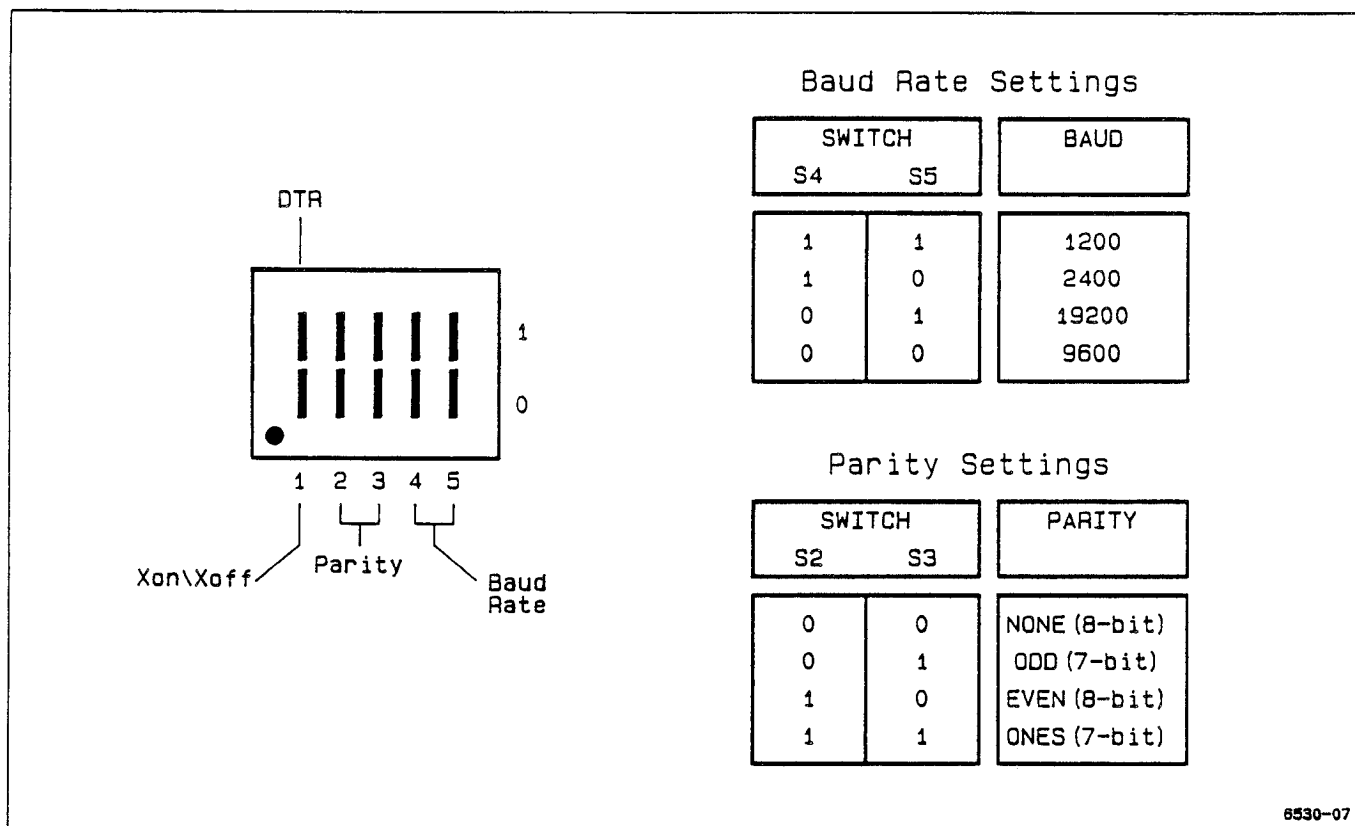 DTR
1
0
1 2 3 4 5
Xon\Xoff
Parity
Baud
Rate
Baud Rate Settings
SWITCH BAUD
S4 S5
1 1 1200
1 0 2400
0 1 19200
0 0 9600
Parity Settings
SWITCH PARITY
S2 S3
0 0 NONE (8-bit)
0 1 ODD (7-bit)
1 0 EVEN (8-bit)
1 1 ONES (7-bit)
6530-07